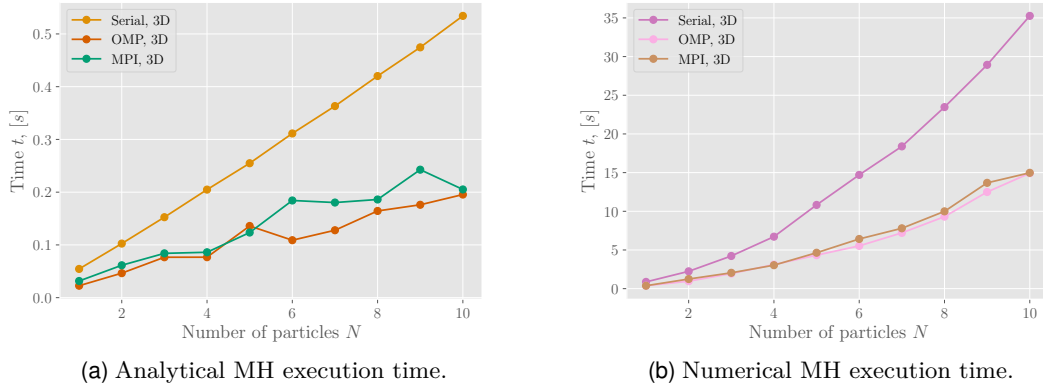 Serial, 3D
OMP, 3D
MPI, 3D
0.5
0.4
0.3
0.2
0.1
0.0
Time t, [s]
2
4
6
8
10
Number of particles N
(a) Analytical MH execution time.
Serial, 3D
OMP, 3D
MPI, 3D
35
30
25
20
15
10
5
0
Time t, [s]
2
4
6
8
10
Number of particles N
(b) Numerical MH execution time.